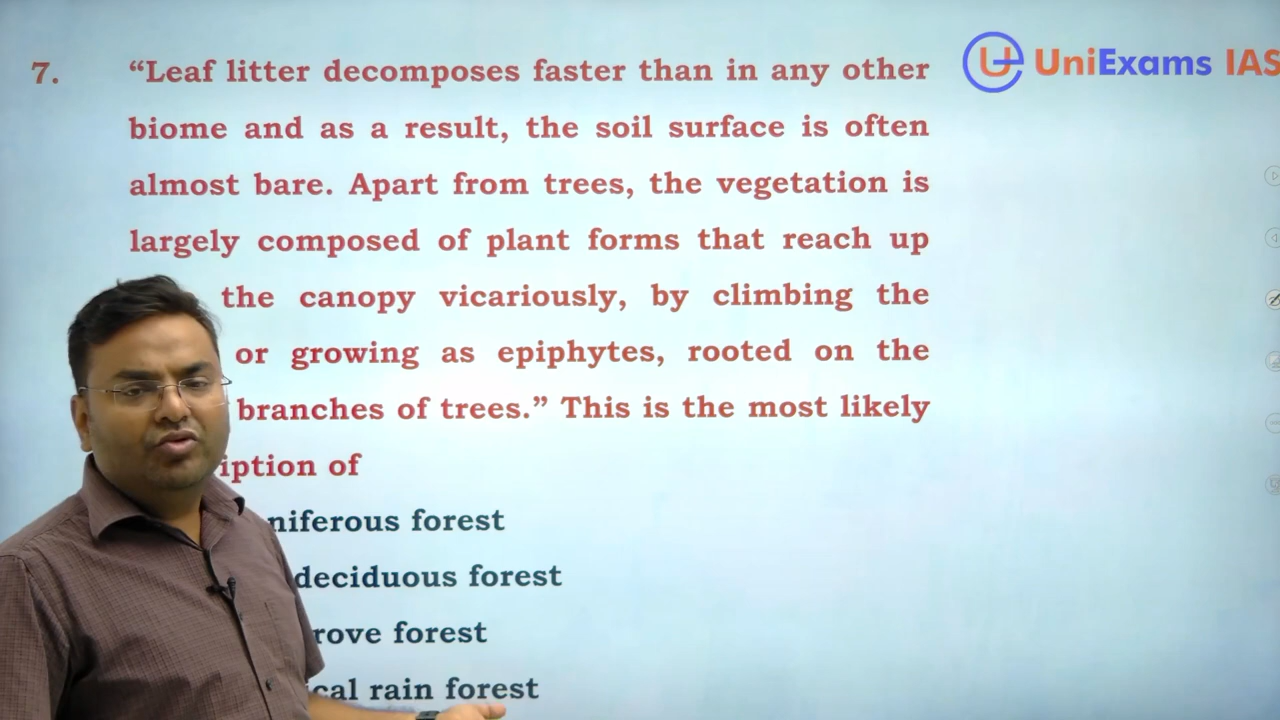 7. “Leaf litter decomposes faster than in any other
UniExams IAS
biome and as a result, the soil surface is often
almost bare. Apart from trees, the vegetation is
largely composed of plant forms that reach up
the canopy vicariously, by climbing the
or growing as epiphytes, rooted on the
branches of trees.” This is the most likely
iption of
niferous forest
deciduous forest
rove forest
ical rain forest